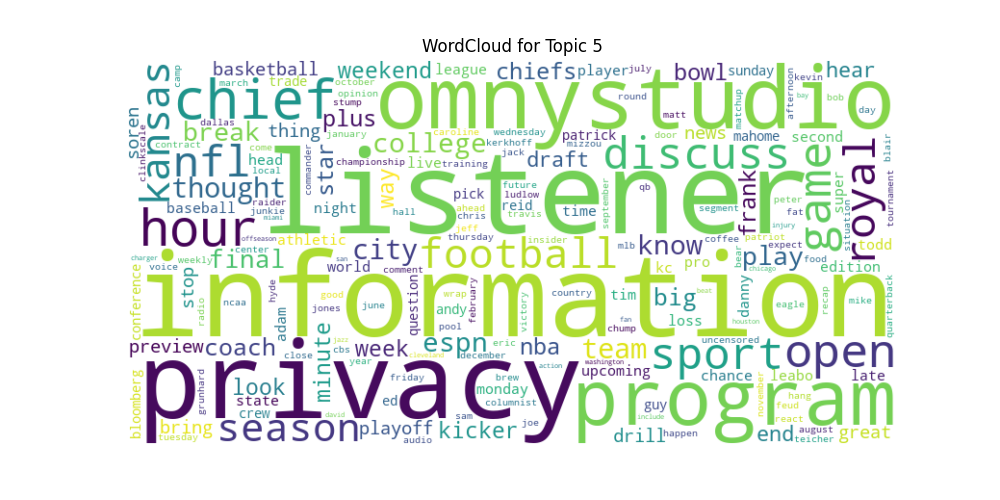 WordCloud for Topic 5
soren clinkscale kansas camp basketball march dallas contract trade october opinion stump weekend league chiefs player july bowl sunday hear afternoon kevin
chief plus january omnystudio round matt matchup bay bob day
break come thing college caroline wednesday kerkhoff jack patrick mizzou door news mahome second blair
nfl head local commander star championship live training draft discuss coffee peter super situation tournament
thought junkie listener pick future ludlow september segment frank fat game royal
baseball raider miami night hall way ahead chris reid travis time qb injury
hour offseason athletic jeff thursday insider mlb know pro patriot expect todd
charger final center city football kc play food edition
voice weekly san world comment country tim bear chicago
conference radio stop ncaa hyde information question february wrap victory big danny houston eagle recap mike quarterback
adam jones good june andy pool eric fan chump loss beat
preview coach jazz cbs week espn december nba team uncensored open
close year cleveland washington upcoming sport chance leabo late
bloomberg grunhard look minute privacy friday brew monday action program
state crew ed columnist guy november hang feud
bring season david playoff sam joe include react august great
tuesday audio kicker drill happen end teicher